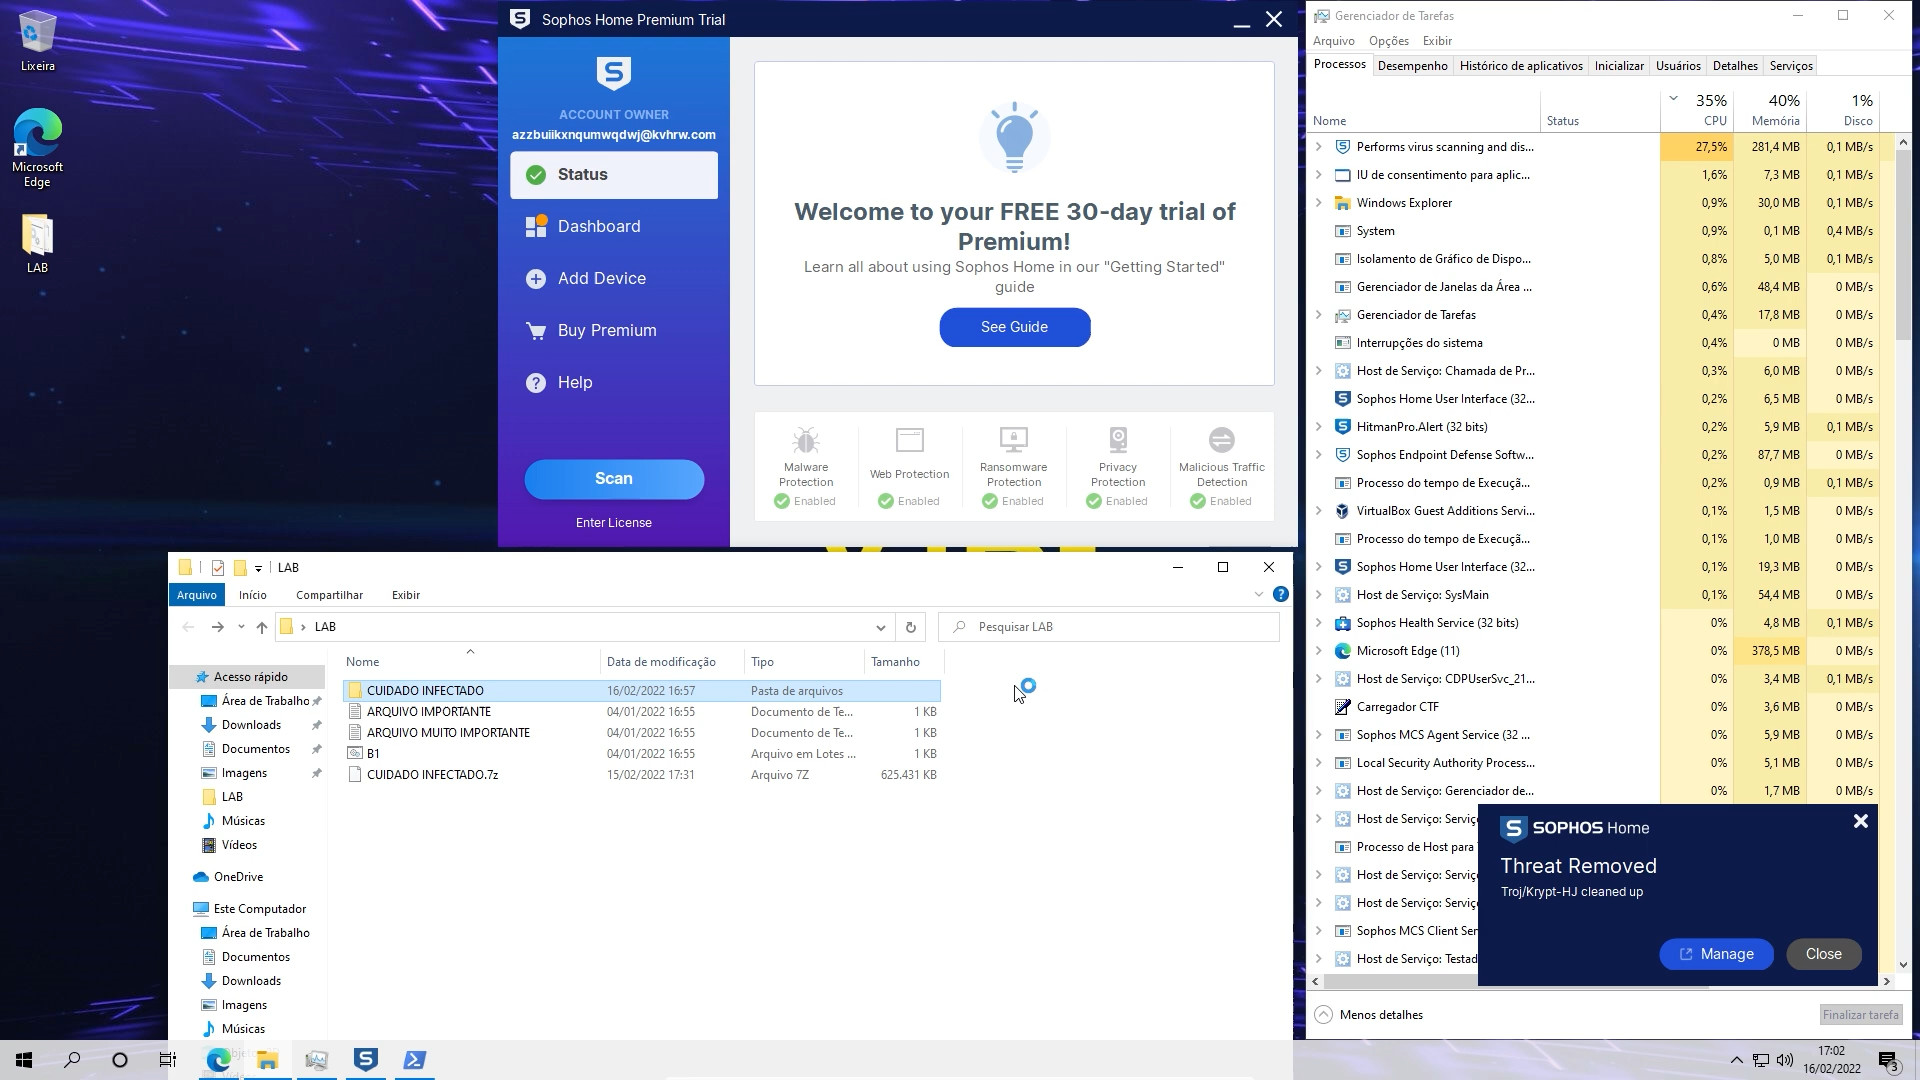 Lixeira
Microsoft
Edge
LAB
Sophos Home Premium Trial
ACCOUNT OWNER
azzbuiikxnqumwqdwj@kvhrw.com
Status
Dashboard
Add Device
Buy Premium
Help
Scan
Enter License
Welcome to your FREE 30-day trial of
Premium!
Learn all about using Sophos Home in our "Getting Started"
guide
See Guide
Malware
Protection
Enabled
Web Protection
Enabled
Ransomware
Protection
Enabled
Privacy
Protection
Enabled
Malicious Traffic
Detection
Enabled
LAB
Arquivo Início Compartilhar Exibir
LAB
Pesquisar LAB
Nome Data de modificação Tipo Tamanho
CUIDADO INFECTADO 16/02/2022 16:57 Pasta de arquivos
ARQUIVO IMPORTANTE 04/01/2022 16:55 Documento de Te... 1 KB
ARQUIVO MUITO IMPORTANTE 04/01/2022 16:55 Documento de Te... 1 KB
B1 04/01/2022 16:55 Arquivo em Lotes ... 1 KB
CUIDADO INFECTADO.7z 15/02/2022 17:31 Arquivo 7Z 625.431 KB
Acesso rápido
Área de Trabalho
Downloads
Documentos
Imagens
LAB
Músicas
Vídeos
OneDrive
Este Computador
Área de Trabalho
Documentos
Downloads
Imagens
Músicas
Gerenciador de Tarefas
Arquivo Opções Exibir
Processos Desempenho Histórico de aplicativos Inicializar Usuários Detalhes Serviços
35% 40% 1%
Nome Status CPU Memória Disco
Performs virus scanning and dis... 27,5% 281,4 MB 0,1 MB/s
IU de consentimento para aplic... 1,6% 7,3 MB 0,1 MB/s
Windows Explorer 0,9% 30,0 MB 0,1 MB/s
System 0,9% 0,1 MB 0,4 MB/s
Isolamento de Gráfico de Dispo... 0,8% 5,0 MB 0,1 MB/s
Gerenciador de Janelas da Área ... 0,6% 48,4 MB 0 MB/s
Gerenciador de Tarefas 0,4% 17,8 MB 0 MB/s
Interrupções do sistema 0,4% 0 MB 0 MB/s
Host de Serviço: Chamada de Pr... 0,3% 6,0 MB 0 MB/s
Sophos Home User Interface (32... 0,2% 6,5 MB 0 MB/s
HitmanPro.Alert (32 bits) 0,2% 5,9 MB 0,1 MB/s
Sophos Endpoint Defense Softw... 0,2% 87,7 MB 0 MB/s
Processo do tempo de Execuçã... 0,2% 0,9 MB 0,1 MB/s
VirtualBox Guest Additions Servi... 0,1% 1,5 MB 0 MB/s
Processo do tempo de Execuçã... 0,1% 1,0 MB 0 MB/s
Sophos Home User Interface (32... 0,1% 19,3 MB 0 MB/s
Host de Serviço: SysMain 0,1% 54,4 MB 0 MB/s
Sophos Health Service (32 bits) 0% 4,8 MB 0,1 MB/s
Microsoft Edge (11) 0% 378,5 MB 0 MB/s
Host de Serviço: CDPUserSvc_21... 0% 3,4 MB 0,1 MB/s
Carregador CTF 0% 3,6 MB 0 MB/s
Sophos MCS Agent Service (32 ... 0% 5,9 MB 0 MB/s
Local Security Authority Process... 0% 5,1 MB 0 MB/s
Host de Serviço: Gerenciador de... 0% 1,7 MB 0 MB/s
Host de Serviço: Serviç
Processo de Host para
Host de Serviço: Serviç
Host de Serviço: Serviç
Sophos MCS Client Ser
Host de Serviço: Testad
Menos detalhes
Finalizar tarefa
SOPHOS Home
Threat Removed
Troj/Krypt-HJ cleaned up
Manage
Close
17:02
16/02/2022
3